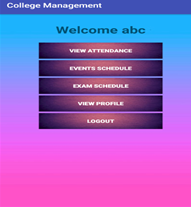 College Management
Welcome abc
VIEW ATTENDANCE
EVENTS SCHEDULE
EXAM SCHEDULE
VIEW PROFILE
LOGOUT